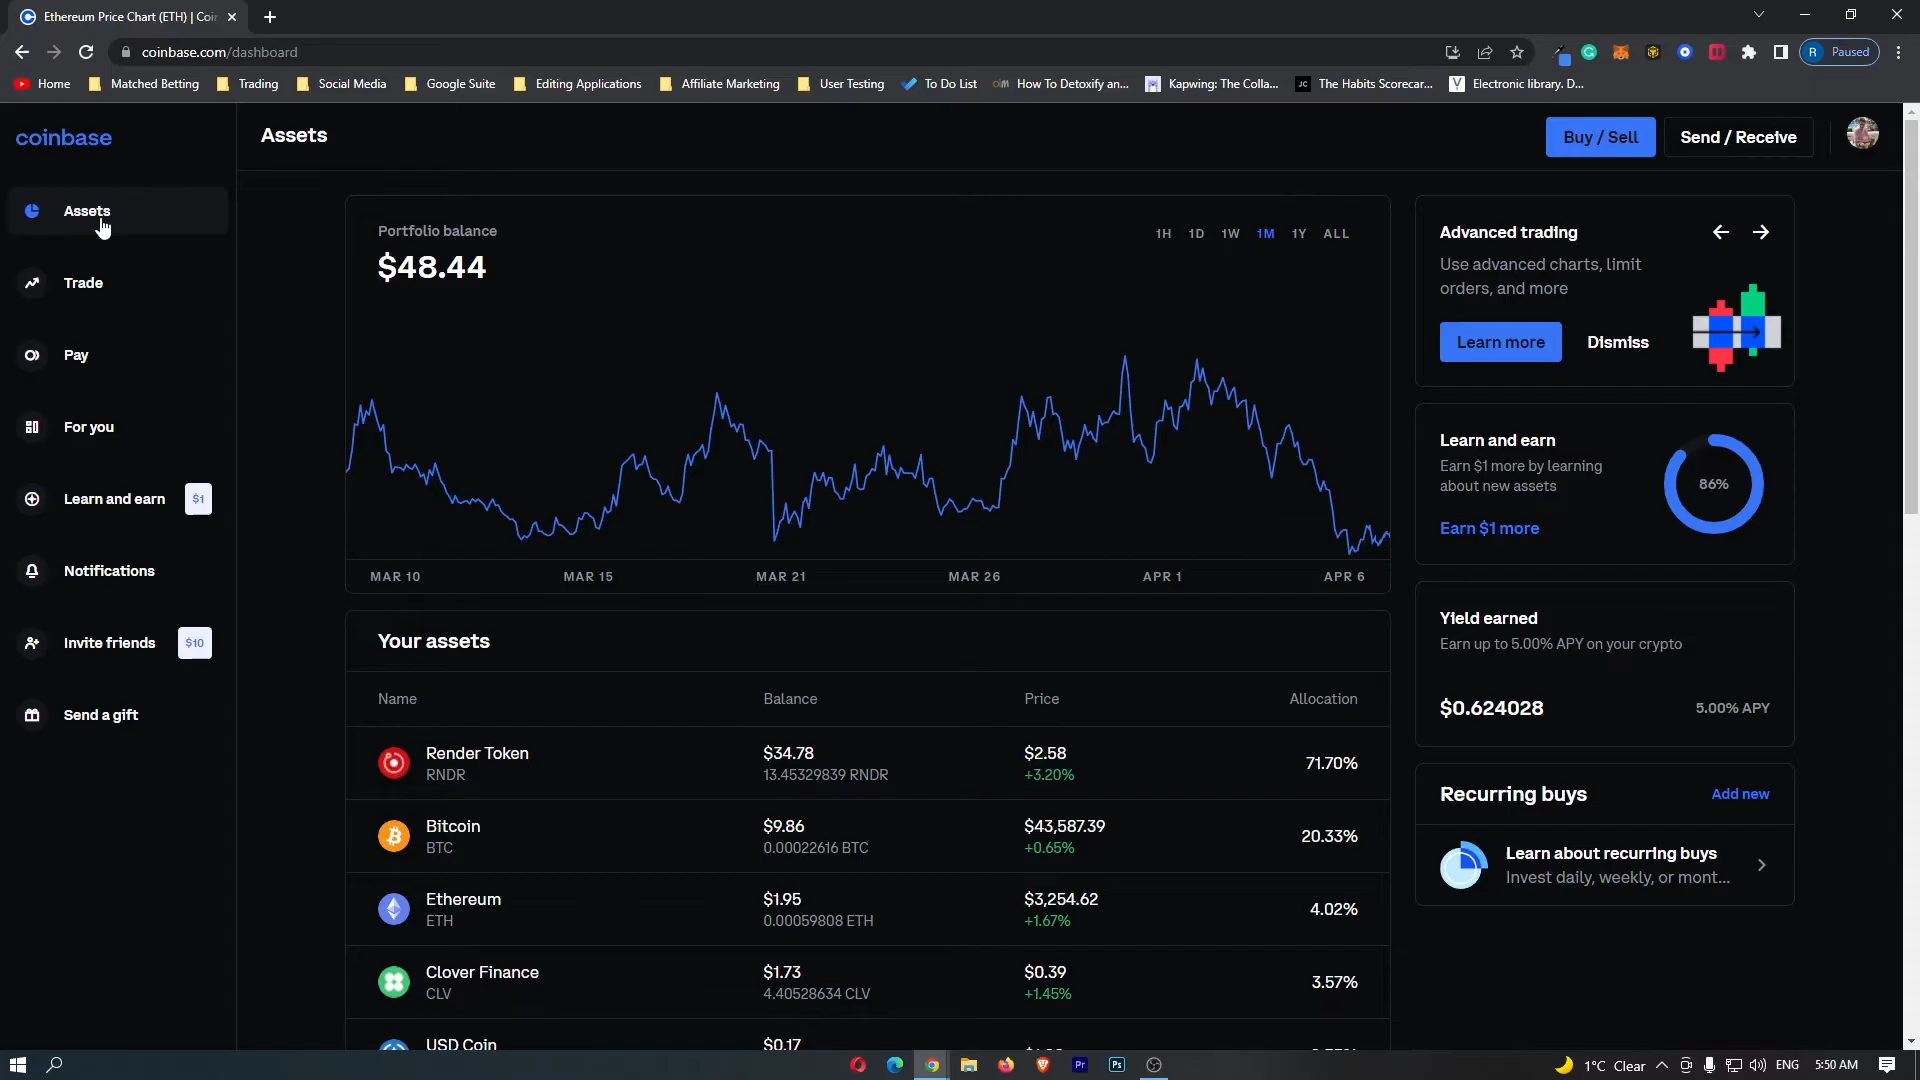 Ethereum Price Chart (ETH) | Coin
coinbase.com/dashboard
Paused
Home
Matched Betting
Trading
Social Media
Google Suite
Editing Applications
Affiliate Marketing
User Testing
To Do List
How To Detoxify an...
Kapwing: The Colla...
The Habits Scorecar...
Electronic library. D...
coinbase
Assets
Trade
Pay
For you
Learn and earn $1
Notifications
Invite friends $10
Send a gift
Assets
Buy / Sell
Send / Receive
Portfolio balance
$48.44
1H 1D 1W 1M 1Y ALL
MAR 10 MAR 15 MAR 21 MAR 26 APR 1 APR 6
Your assets
Name Balance Price Allocation
Render Token $34.78 $2.58 71.70%
RNDR 13.45329839 RNDR +3.20%
Bitcoin $9.86 $43,587.39 20.33%
BTC 0.00022616 BTC +0.65%
Ethereum $1.95 $3,254.62 4.02%
ETH 0.00059808 ETH +1.67%
Clover Finance $1.73 $0.39 3.57%
CLV 4.40528634 CLV +1.45%
USD Coin $0.17
Advanced trading
Use advanced charts, limit
orders, and more
Learn more
Dismiss
Learn and earn
Earn $1 more by learning
about new assets
86%
Earn $1 more
Yield earned
Earn up to 5.00% APY on your crypto
$0.624028 5.00% APY
Recurring buys
Add new
Learn about recurring buys
Invest daily, weekly, or mont...
1°C Clear
ENG
5:50 AM